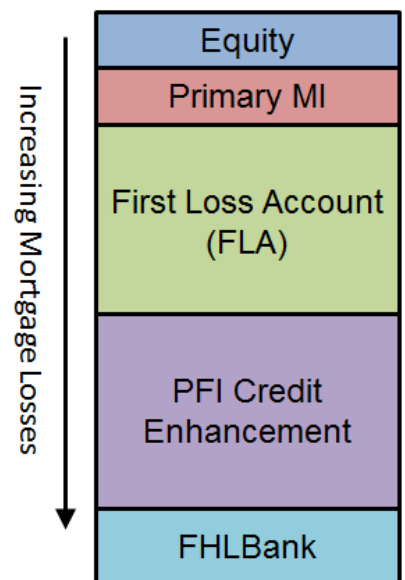 Increasing Mortgage Losses
Equity
Primary MI
First Loss Account
(FLA)
PFI Credit
Enhancement
FHLBank